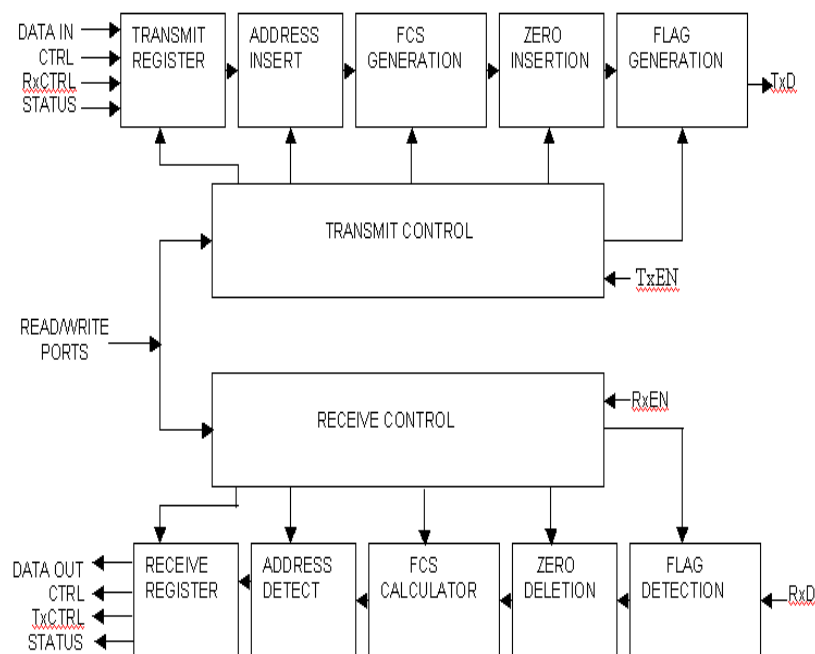 DATA IN
CTRL
RxCTRL
STATUS
TRANSMIT
REGISTER
ADDRESS
INSERT
FCS
GENERATION
ZERO
INSERTION
FLAG
GENERATION
TxD
TRANSMIT CONTROL
TxEN
READ/WRITE
PORTS
RECEIVE CONTROL
RxEN
DATA OUT
CTRL
TxCTRL
STATUS
RECEIVE
REGISTER
ADDRESS
DETECT
FCS
CALCULATOR
ZERO
DELETION
FLAG
DETECTION
RxD